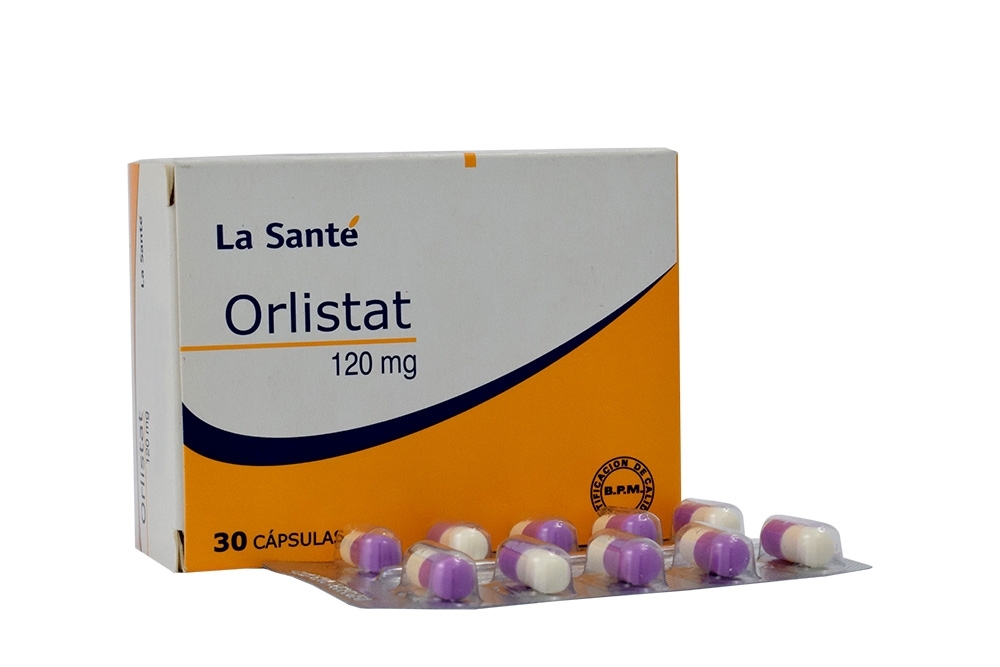 La Santé
Orlistat
120 mg
30 CÁPSULAS
B.P.M.
La Santé
Orlistat
120 mg